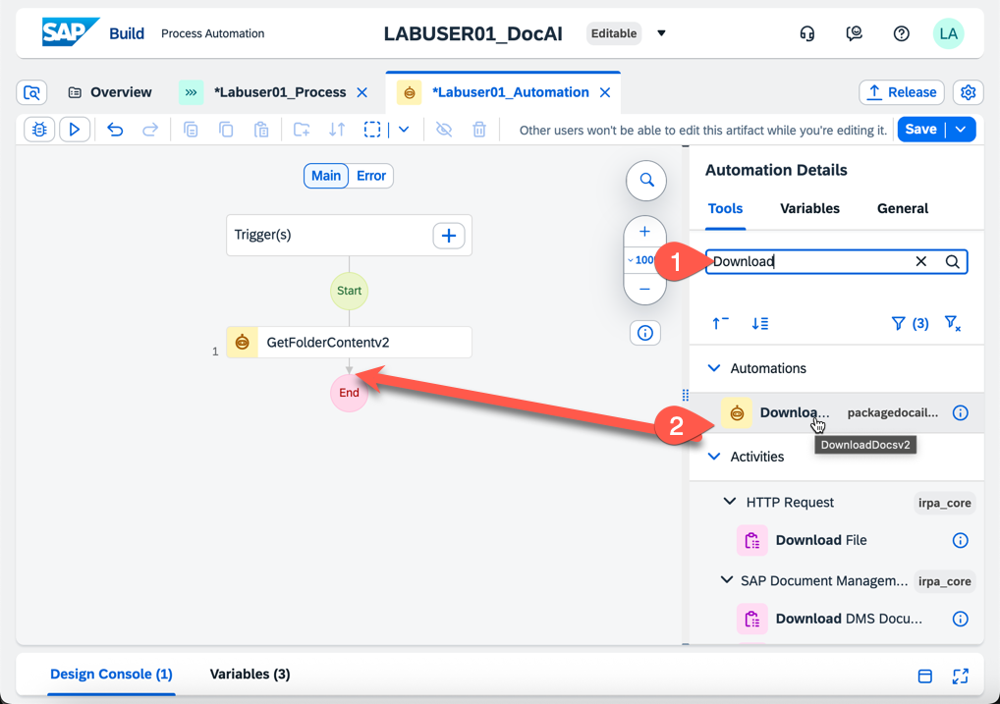 SAP Build Process Automation LABUSER01_DocAI Editable LA
Overview *Labuser01_Process *Labuser01_Automation Release
Other users won't be able to edit this artifact while you're editing it. Save
Main Error
Trigger(s)
Start
1 GetFolderContentv2
End
100
Automation Details
Tools Variables General
1 Download
(3)
Automations
2 Downloa... packagedocail...
DownloadDocsv2
Activities
HTTP Request irpa_core
Download File
SAP Document Managem... irpa_core
Download DMS Docu...
Design Console (1) Variables (3)